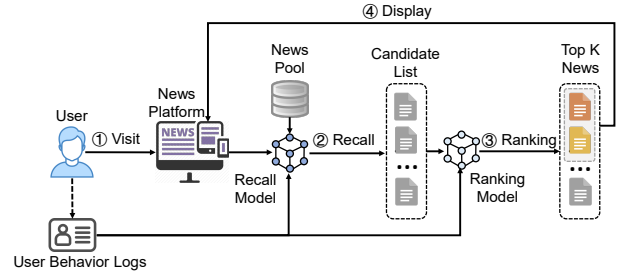 ④ Display
News
Pool
Candidate
List
Top K
News
User
News
Platform
① Visit
NEWS
② Recall
③ Ranking
Recall
Model
Ranking
Model
...
...
User Behavior Logs